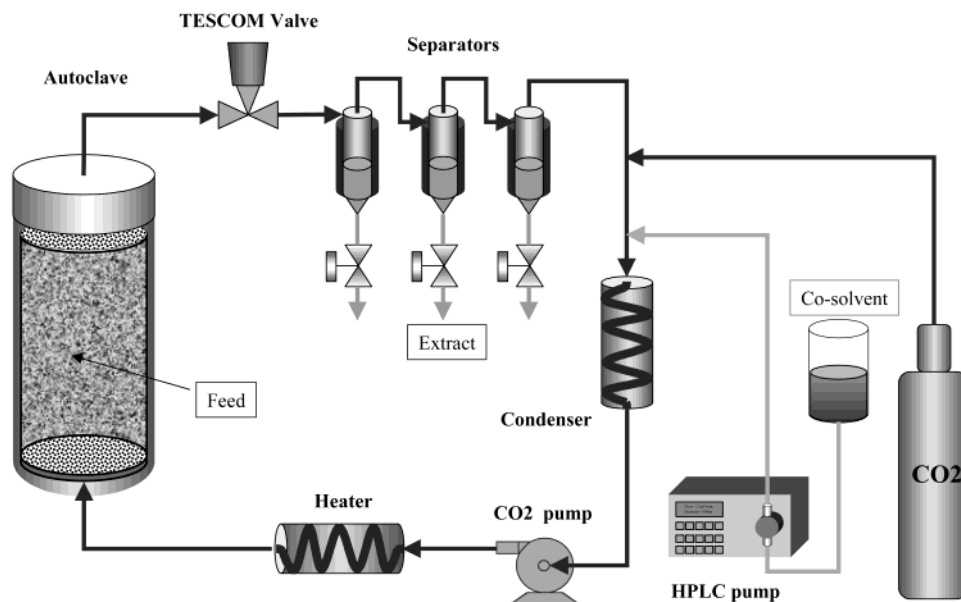 TESCOM Valve
Separators
Autoclave
Co-solvent
Extract
Feed
Condenser
CO2
Heater
CO2 pump
HPLC pump